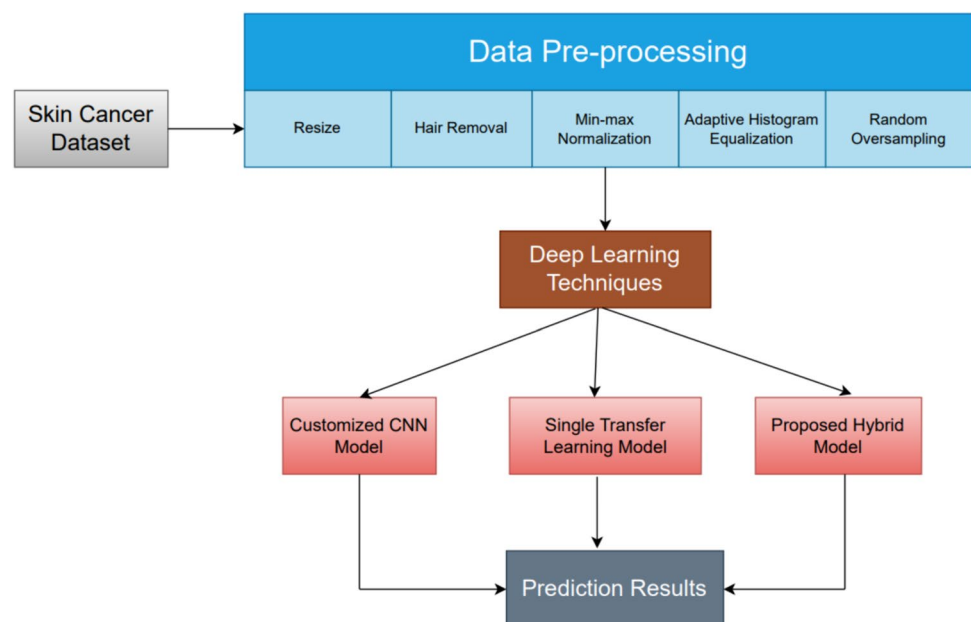 Data Pre-processing
Skin Cancer
Dataset
Resize
Hair Removal
Min-max
Normalization
Adaptive Histogram
Equalization
Random
Oversampling
Deep Learning
Techniques
Customized CNN
Model
Single Transfer
Learning Model
Proposed Hybrid
Model
Prediction Results